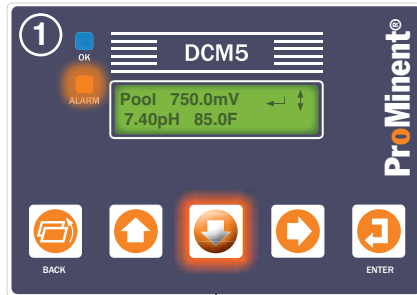 1
OK
DCM5
ALARM
Pool 750.0mV
7.40pH 85.0F
ProMinent®
BACK
ENTER